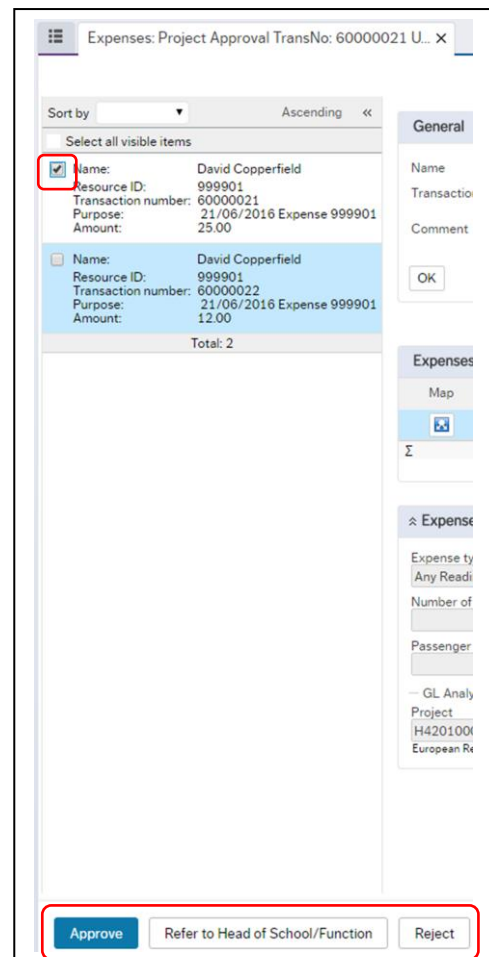 Expenses: Project Approval TransNo: 60000021 U... ×
Sort by ▼ Ascending «
Select all visible items
Name: David Copperfield
Resource ID: 999901
Transaction number: 60000021
Purpose: 21/06/2016 Expense 999901
Amount: 25.00
Name: David Copperfield
Resource ID: 999901
Transaction number: 60000022
Purpose: 21/06/2016 Expense 999901
Amount: 12.00
Total: 2
General
Name
Transactio
Comment
OK
Expenses
Map
Σ
Expense
Expense ty
Any Readi
Number of
Passenger
GL Analy
Project
H420100
European Re
Approve Refer to Head of School/Function Reject